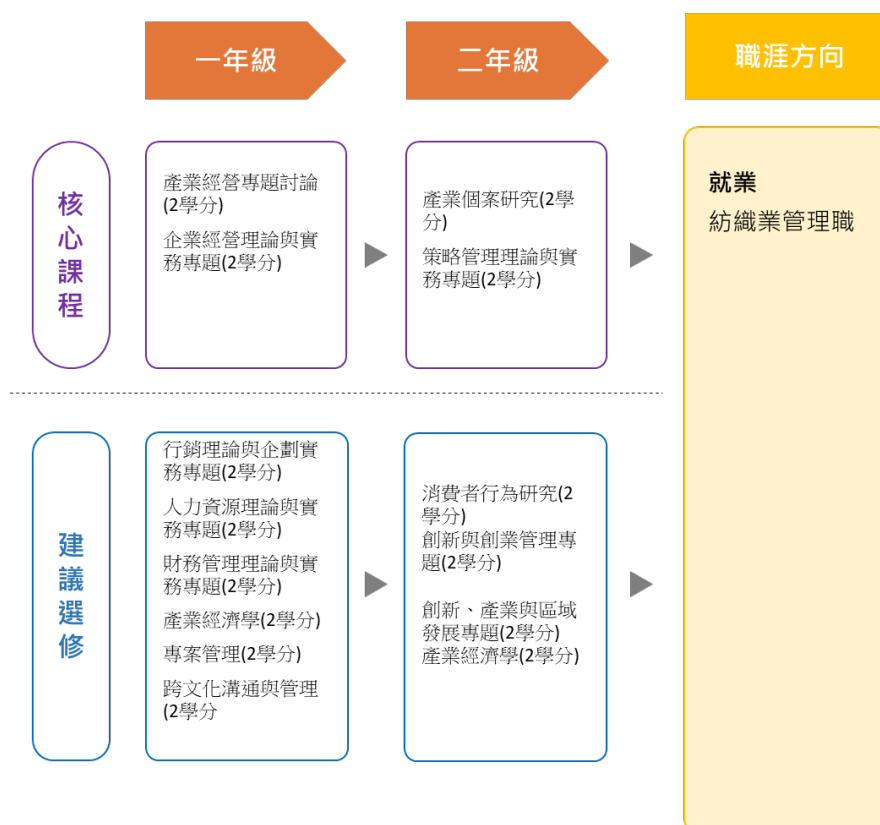 一年級
二年級
職涯方向
核
心
課
程
產業經營專題討論
(2學分)
企業經營理論與實
務專題(2學分)
產業個案研究(2學
分)
策略管理理論與實
務專題(2學分)
就業
紡織業管理職
建
議
選
修
行銷理論與企劃實
務專題(2學分)
人力資源理論與實
務專題(2學分)
財務管理理論與實
務專題(2學分)
產業經濟學(2學分)
專案管理(2學分)
跨文化溝通與管理
(2學分
消費者行為研究(2
學分)
創新與創業管理專
題(2學分)
創新、產業與區域
發展專題(2學分)
產業經濟學(2學分)